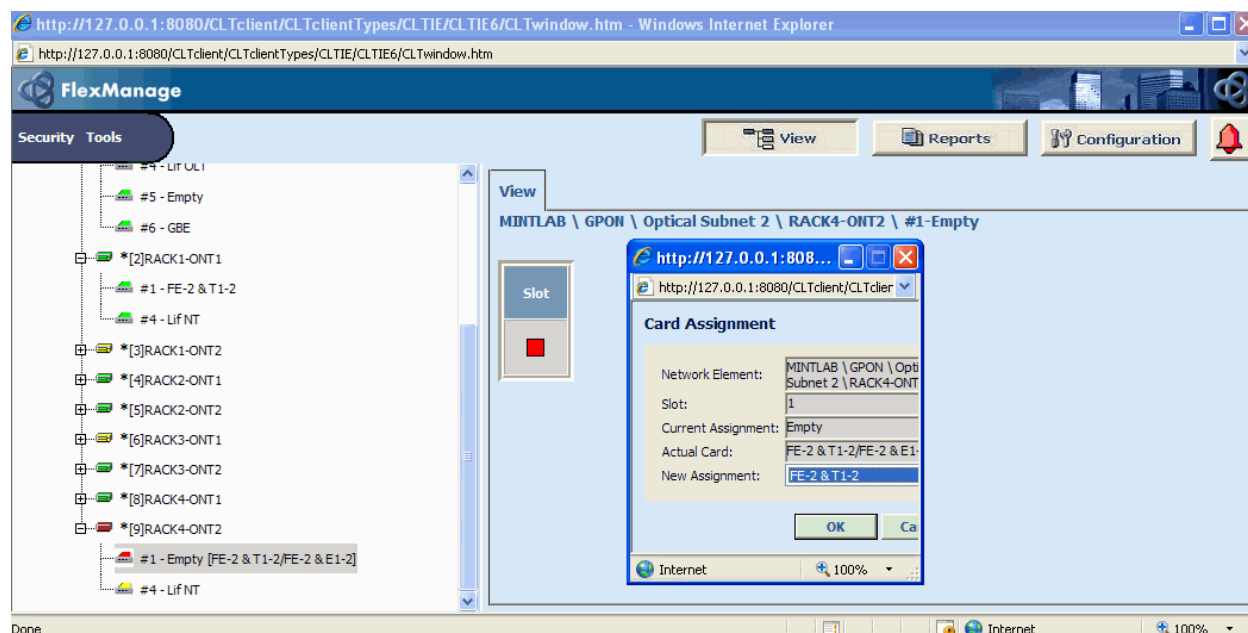 http://127.0.0.1:8080/CLTclient/CLTclientTypes/CLTIE/CLTIE6/CLTwindow.htm - Windows Internet Explorer
http://127.0.0.1:8080/CLTclient/CLTclientTypes/CLTIE/CLTIE6/CLTwindow.htm
FlexManage
Security Tools
View
Reports
Configuration
#4 - Lif OLT
#5 - Empty
#6 - GBE
*[2]RACK1-ONT1
#1 - FE-2 & T1-2
#4 - Lif NT
*[3]RACK1-ONT2
*[4]RACK2-ONT1
*[5]RACK2-ONT2
*[6]RACK3-ONT1
*[7]RACK3-ONT2
*[8]RACK4-ONT1
*[9]RACK4-ONT2
#1 - Empty [FE-2 & T1-2/FE-2 & E1-2]
#4 - Lif NT
View
MINTLAB \ GPON \ Optical Subnet 2 \ RACK4-ONT2 \ #1-Empty
Slot
http://127.0.0.1:808...
http://127.0.0.1:8080/CLTclient/CLTclier
Card Assignment
Network Element: MINTLAB \ GPON \ Opti
Subnet 2 \ RACK4-ONT
Slot: 1
Current Assignment: Empty
Actual Card: FE-2 & T1-2/FE-2 & E1-
New Assignment: FE-2 & T1-2
OK Ca
Internet 100%
Done Internet 100%